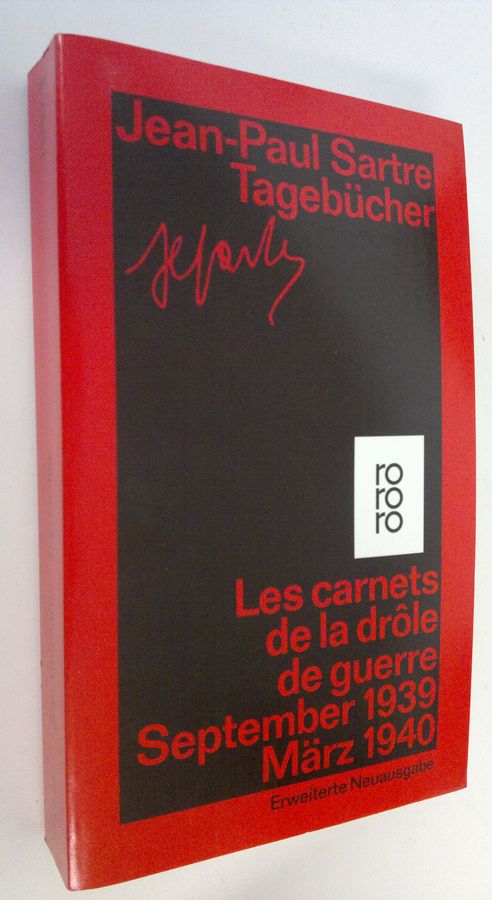 Jean-Paul Sartre
Tagebücher
ro
ro
ro
Les carnets
de la drôle
de guerre
September 1939
März 1940
Erweiterte Neuausgabe